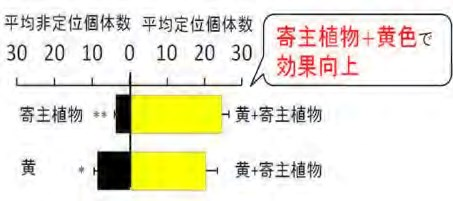 平均非定位個体数 平均定位個体数
30 20 10 0 10 20 30
寄主植物+黄色で
効果向上
寄主植物 ** 黄+寄主植物
黄 * 黄+寄主植物